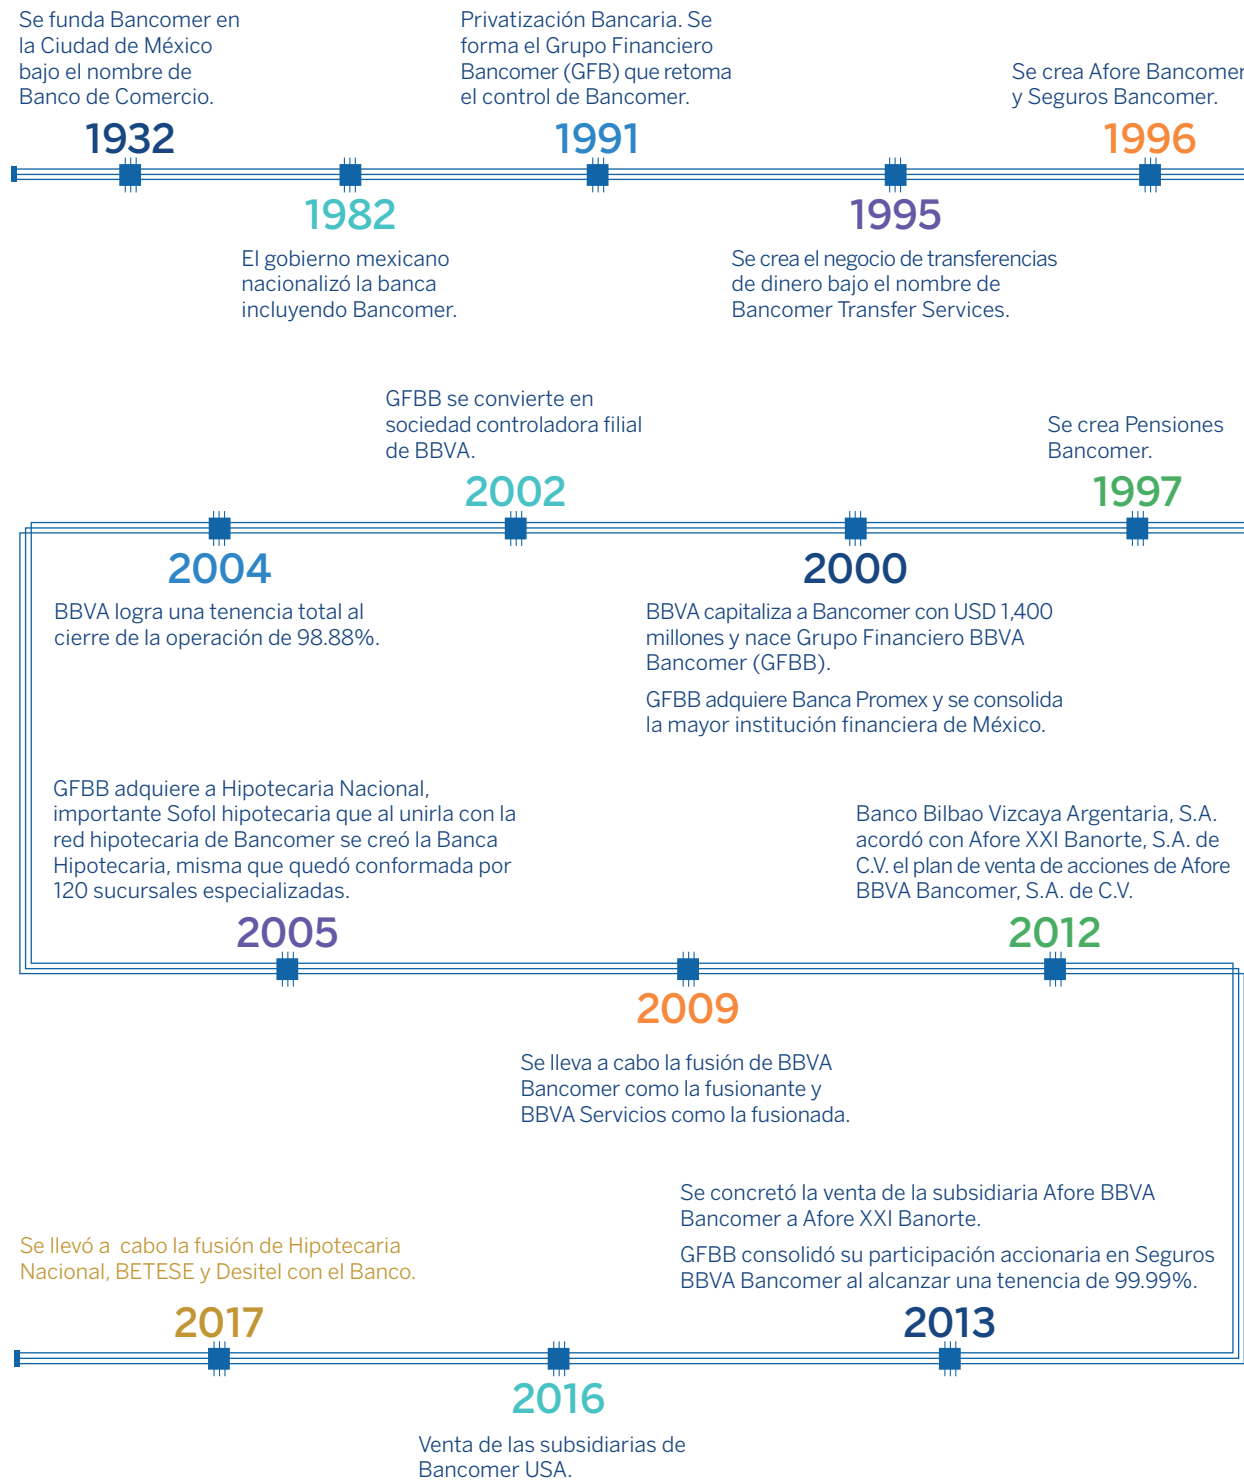 Se funda Bancomer en
la Ciudad de México
bajo el nombre de
Banco de Comercio.
1932
1982
El gobierno mexicano
nacionalizó la banca
incluyendo Bancomer.
Privatización Bancaria. Se
forma el Grupo Financiero
Bancomer (GFB) que retoma
el control de Bancomer.
1991
1995
Se crea el negocio de transferencias
de dinero bajo el nombre de
Bancomer Transfer Services.
Se crea Afore Bancomer
y Seguros Bancomer.
1996
Se crea Pensiones
Bancomer.
1997
2000
BBVA capitaliza a Bancomer con USD 1,400
millones y nace Grupo Financiero BBVA
Bancomer (GFBB).
GFBB adquiere Banca Promex y se consolida
la mayor institución financiera de México.
GFBB se convierte en
sociedad controladora filial
de BBVA.
2002
2004
BBVA logra una tenencia total al
cierre de la operación de 98.88%.
GFBB adquiere a Hipotecaria Nacional,
importante Sofol hipotecaria que al unirla con la
red hipotecaria de Bancomer se creó la Banca
Hipotecaria, misma que quedó conformada por
120 sucursales especializadas.
2005
2009
Se lleva a cabo la fusión de BBVA
Bancomer como la fusionante y
BBVA Servicios como la fusionada.
Banco Bilbao Vizcaya Argentaria, S.A.
acordó con Afore XXI Banorte, S.A. de
C.V. el plan de venta de acciones de Afore
BBVA Bancomer, S.A. de C.V.
2012
Se concretó la venta de la subsidiaria Afore BBVA
Bancomer a Afore XXI Banorte.
GFBB consolidó su participación accionaria en Seguros
BBVA Bancomer al alcanzar una tenencia de 99.99%.
2013
2016
Venta de las subsidiarias de
Bancomer USA.
Se llevó a cabo la fusión de Hipotecaria
Nacional, BETESE y Desitel con el Banco.
2017